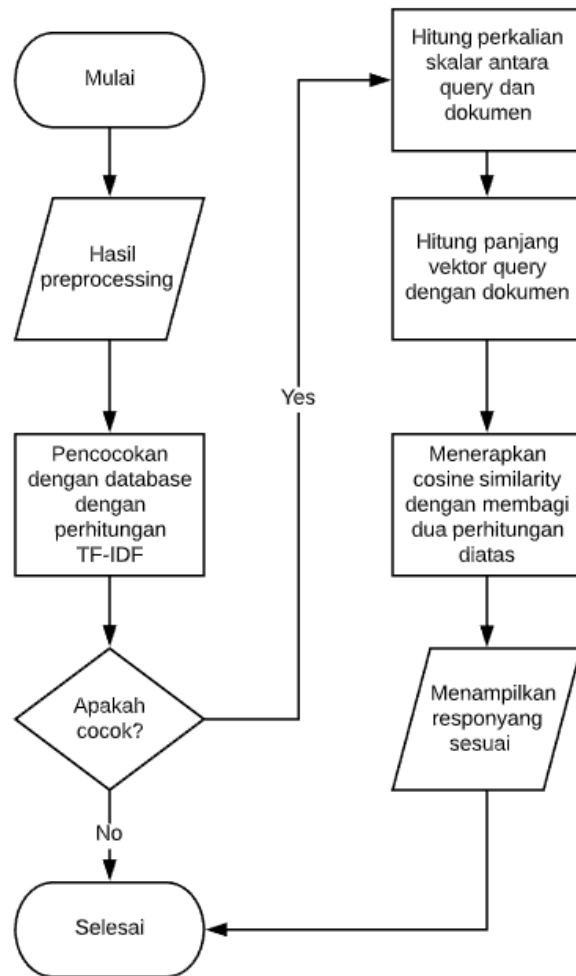 Mulai
Hasil
preprocessing
Pencocokan
dengan database
dengan
perhitungan
TF-IDF
Apakah
cocok?
No
Selesai
Yes
Hitung perkalian
skalar antara
query dan
dokumen
Hitung panjang
vektor query
dengan dokumen
Menerapkan
cosine similarity
dengan membagi
dua perhitungan
diatas
Menampilkan
responyang
sesuai